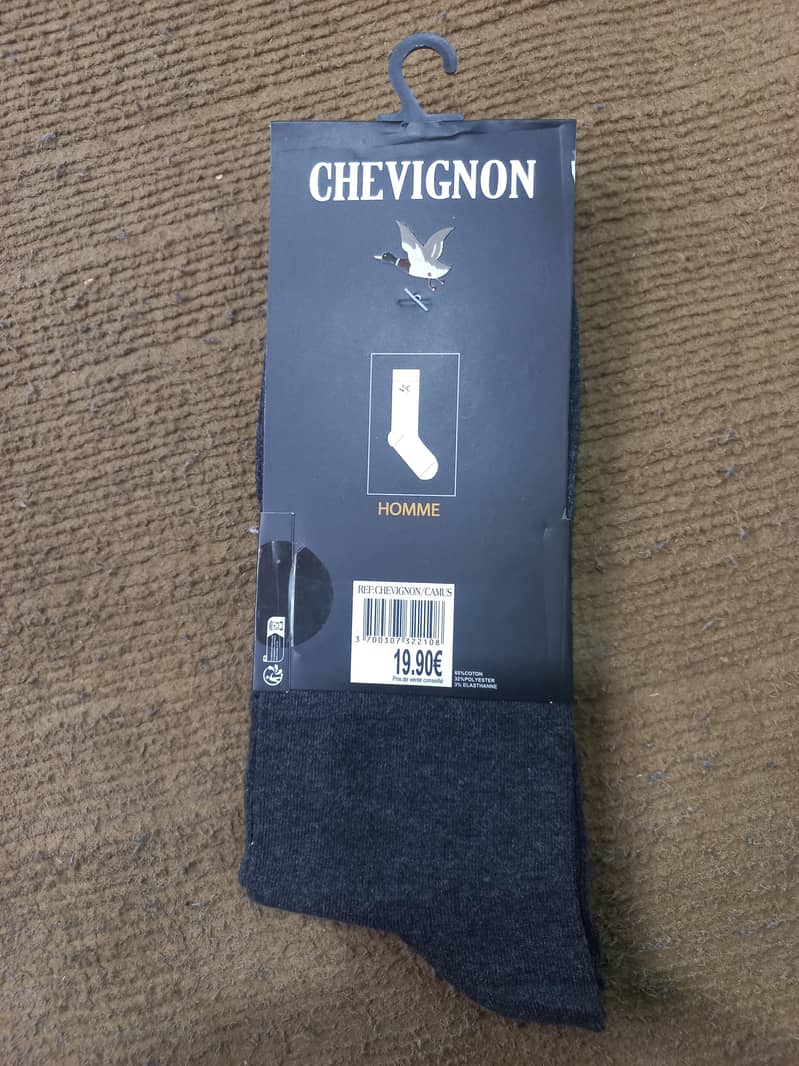 CHEVIGNON
HOMME
REF:CHEVIGNON/CAMUS
3 700307 322108
19.90€
Prix de vente conseillé
65%COTON
32%POLYESTER
3% ELASTHANNE